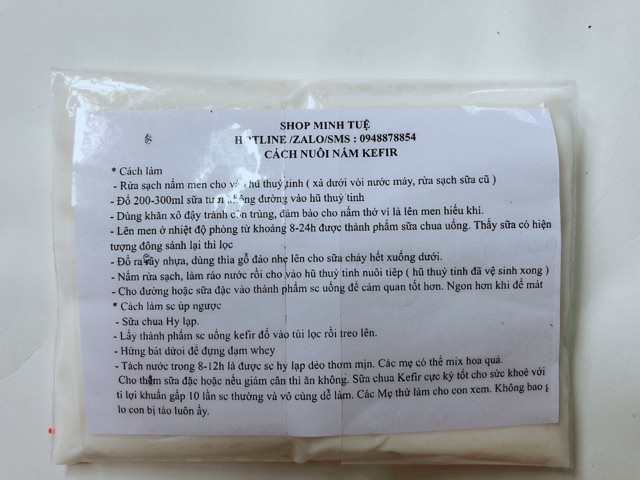 SHOP MINH TUỆ
HOTLINE /ZALO/SMS : 0948878854
CÁCH NUÔI NẤM KEFIR
* Cách làm
- Rửa sạch nấm men cho vào hũ thuỷ tinh ( xả dưới vòi nước máy, rửa sạch sữa cũ )
- Đổ 200-300ml sữa tươi không đường vào hũ thuỷ tinh
- Dùng khăn xô đậy tránh côn trùng, đảm bảo cho nấm thở vì là lên men hiếu khí.
- Lên men ở nhiệt độ phòng từ khoảng 8-24h được thành phẩm sữa uống. Thấy sữa có hiện
tượng đông sánh lại thì lọc
- Đổ ra rây nhựa, dùng thìa gỗ đảo nhẹ lên cho sữa chảy hết xuống dưới.
- Nấm rửa sạch, làm ráo nước rồi cho vào hũ thuỷ tinh nuôi tiếp ( hũ thuỷ tinh đã vệ sinh xong )
- Cho đường hoặc sữa đặc vào thành phẩm sc uống để cảm quan tốt hơn. Ngon hơn khi để mát
* Cách làm sc úp ngược
- Sữa chua Hy lạp.
- Lấy thành phẩm sc uống kefir đổ vào túi lọc rồi treo lên.
- Hứng bát dưới để đựng đạm whey
- Tách nước trong 8-12h là được sc hy lạp dẻo thơm mịn. Các mẹ có thể mix hoa quả.
Cho thêm sữa đặc hoặc nếu giảm cân thì ăn không. Sữa chua Kefir cực kỳ tốt cho sức khoẻ với
tỉ lợi khuẩn gấp 10 lần sc thường và vô cùng dễ làm. Các Mẹ thử làm cho con xem. Không bao
lo con bị táo luôn ấy.